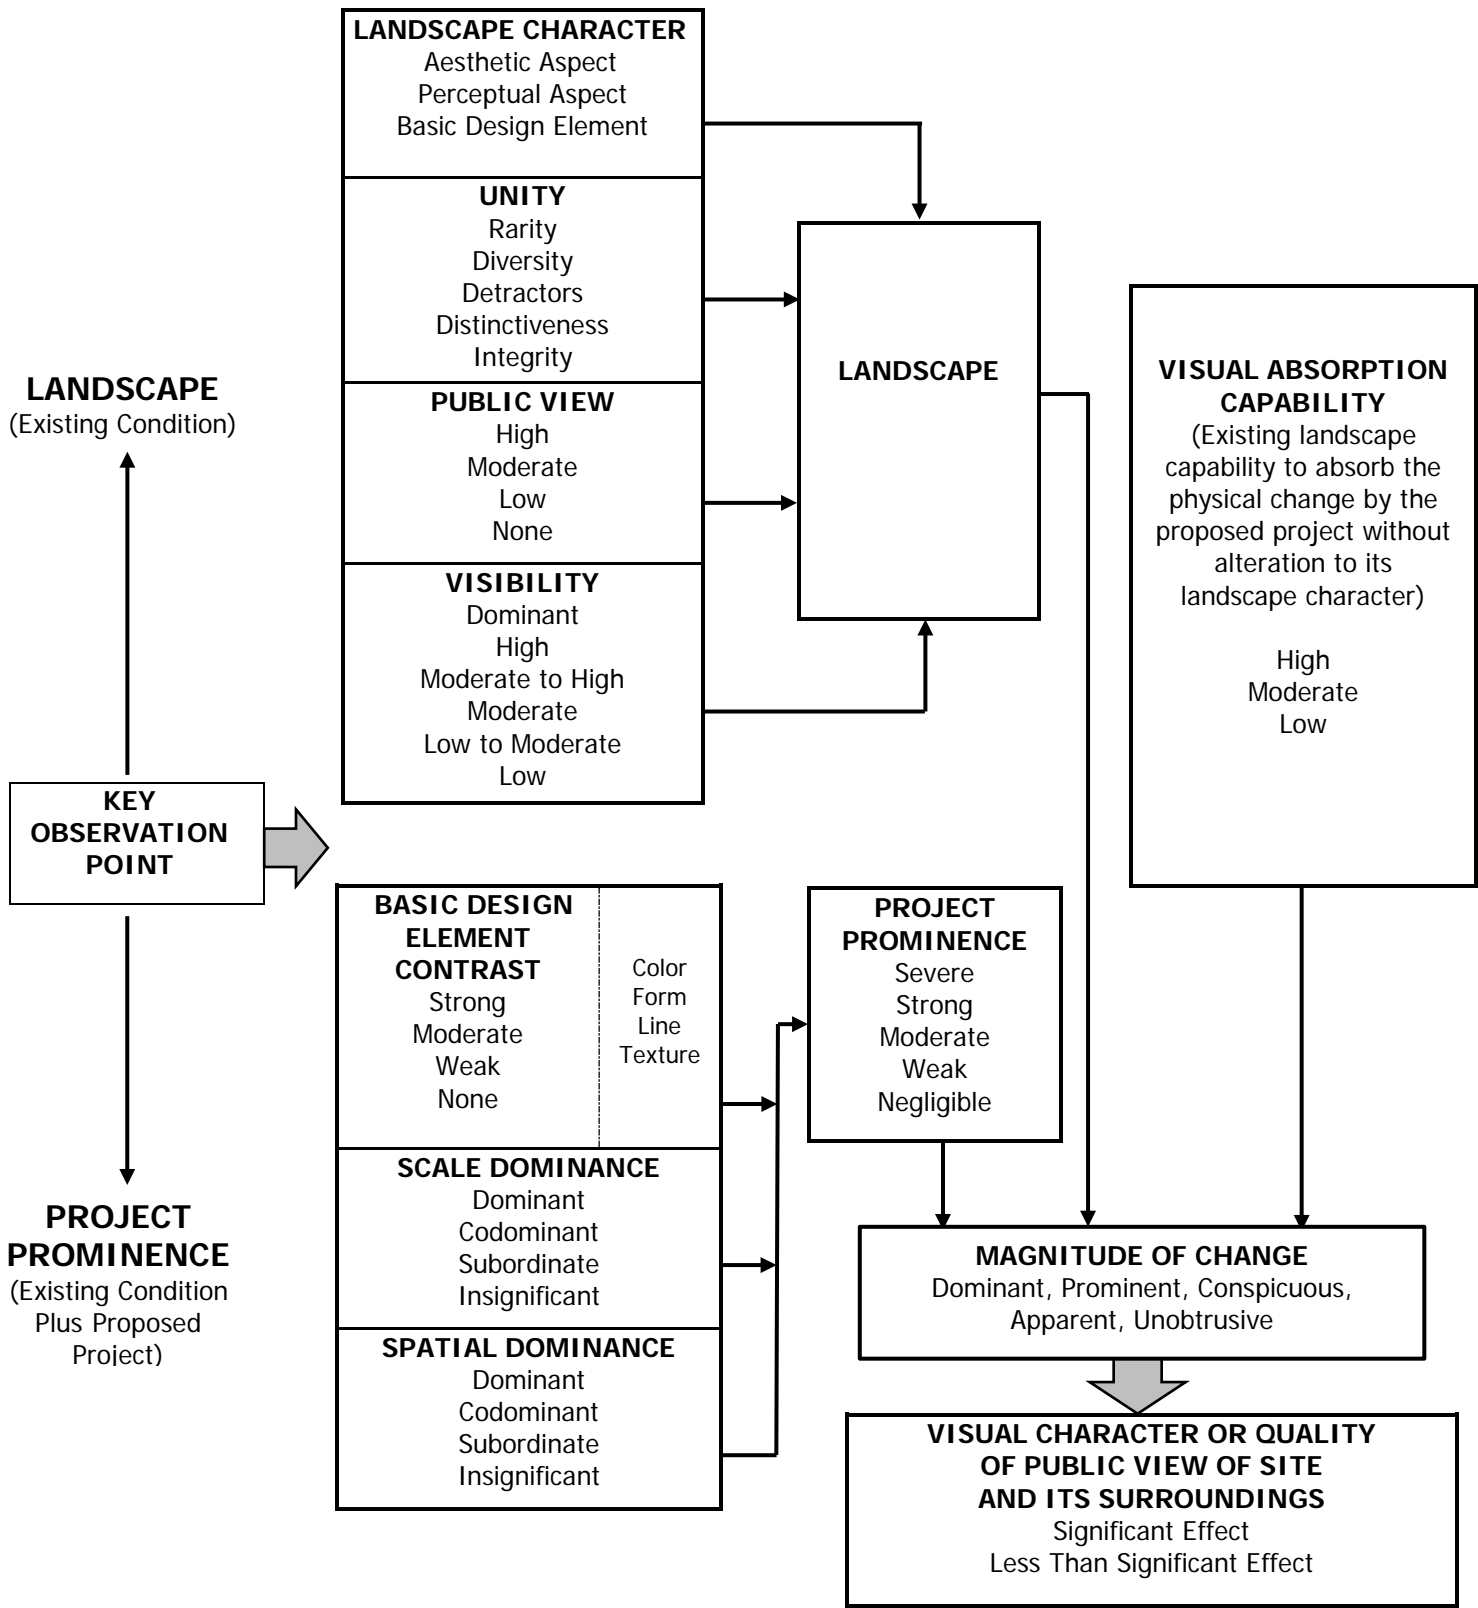 LANDSCAPE CHARACTER
Aesthetic Aspect
Perceptual Aspect
Basic Design Element
UNITY
Rarity
Diversity
Detractors
Distinctiveness
Integrity
PUBLIC VIEW
High
Moderate
Low
None
VISIBILITY
Dominant
High
Moderate to High
Moderate
Low to Moderate
Low
LANDSCAPE
VISUAL ABSORPTION
CAPABILITY
(Existing landscape
capability to absorb the
physical change by the
proposed project without
alteration to its
landscape character)
High
Moderate
Low
LANDSCAPE
(Existing Condition)
KEY
OBSERVATION
POINT
PROJECT
PROMINENCE
(Existing Condition
Plus Proposed
Project)
BASIC DESIGN
ELEMENT
CONTRAST
Strong
Moderate
Weak
None
Color
Form
Line
Texture
SCALE DOMINANCE
Dominant
Codominant
Subordinate
Insignificant
SPATIAL DOMINANCE
Dominant
Codominant
Subordinate
Insignificant
PROJECT
PROMINENCE
Severe
Strong
Moderate
Weak
Negligible
MAGNITUDE OF CHANGE
Dominant, Prominent, Conspicuous,
Apparent, Unobtrusive
VISUAL CHARACTER OR QUALITY
OF PUBLIC VIEW OF SITE
AND ITS SURROUNDINGS
Significant Effect
Less Than Significant Effect